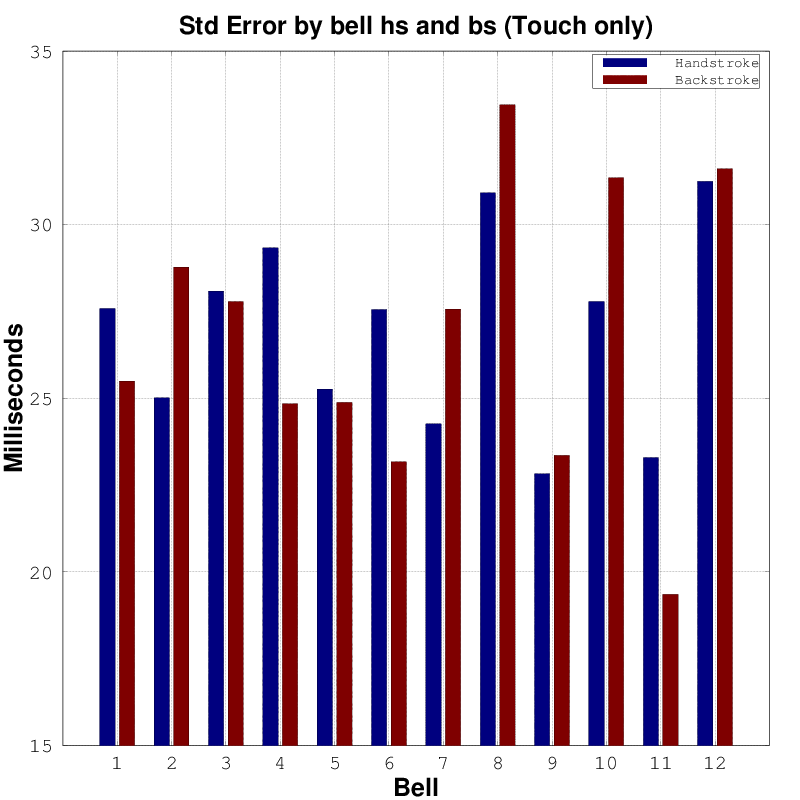 Std Error by bell hs and bs (Touch only)
35
Handstroke
Backstroke
30
25
20
15
Milliseconds
1 2 3 4 5 6 7 8 9 10 11 12
Bell